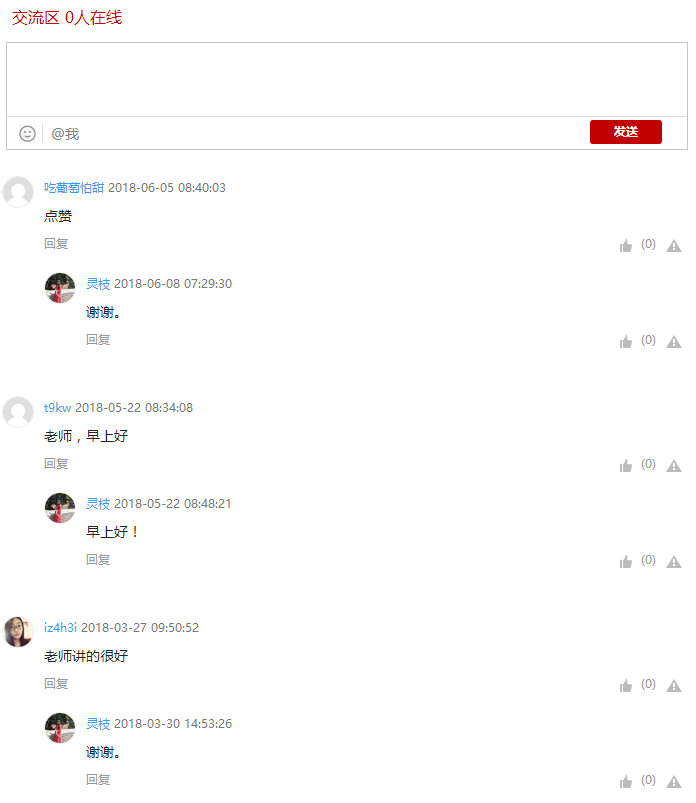 交流区 0人在线
@我
发送
吃葡萄怕甜 2018-06-05 08:40:03
点赞
回复 (0)
灵枝 2018-06-08 07:29:30
谢谢。
回复 (0)
t9kw 2018-05-22 08:34:08
老师，早上好
回复 (0)
灵枝 2018-05-22 08:48:21
早上好！
回复 (0)
iz4h3i 2018-03-27 09:50:52
老师讲的很好
回复 (0)
灵枝 2018-03-30 14:53:26
谢谢。
回复 (0)